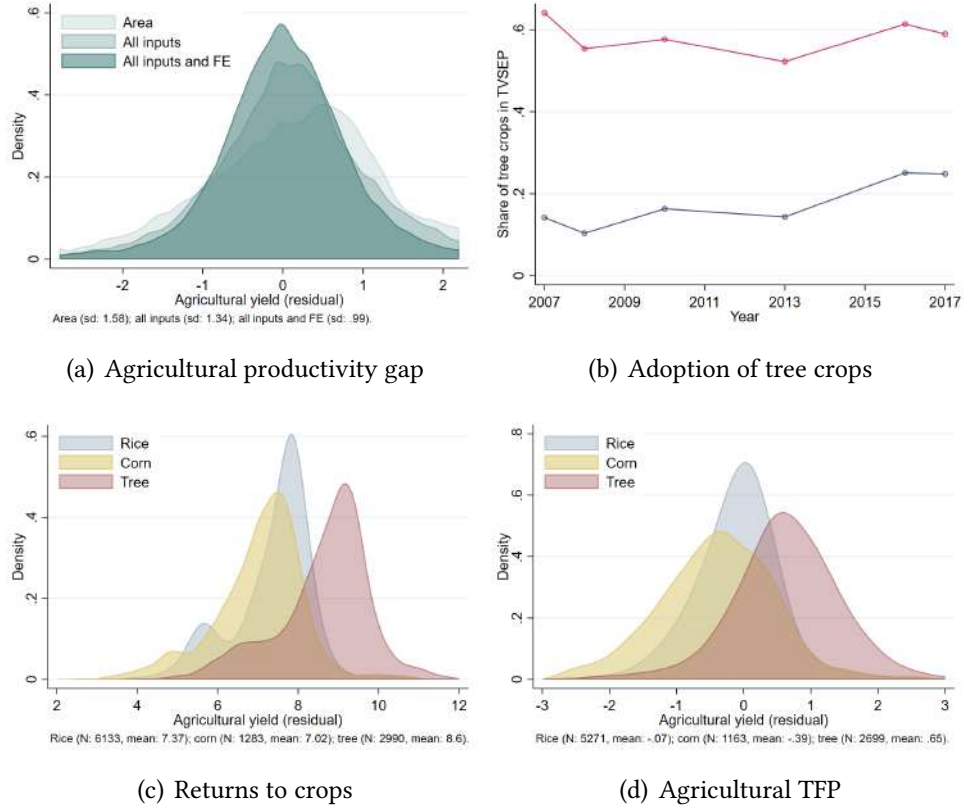 Area
All inputs
All inputs and FE
.6
.4
.2
0
Density
-2 -1 0 1 2
Agricultural yield (residual)
Area (sd: 1.58); all inputs (sd: 1.34); all inputs and FE (sd: .99).
(a) Agricultural productivity gap
.6
.4
.2
0
Share of tree crops in TVSEP
2007 2009 2011 2013 2015 2017
Year
(b) Adoption of tree crops
Rice
Corn
Tree
.6
.4
.2
0
Density
2 4 6 8 10 12
Agricultural yield (residual)
Rice (N: 6133, mean: 7.37); corn (N: 1283, mean: 7.02); tree (N: 2990, mean: 8.6).
(c) Returns to crops
Rice
Corn
Tree
.8
.6
.4
.2
0
Density
-3 -2 -1 0 1 2 3
Agricultural yield (residual)
Rice (N: 5271, mean: -.07); corn (N: 1163, mean: -.39); tree (N: 2699, mean: .65).
(d) Agricultural TFP